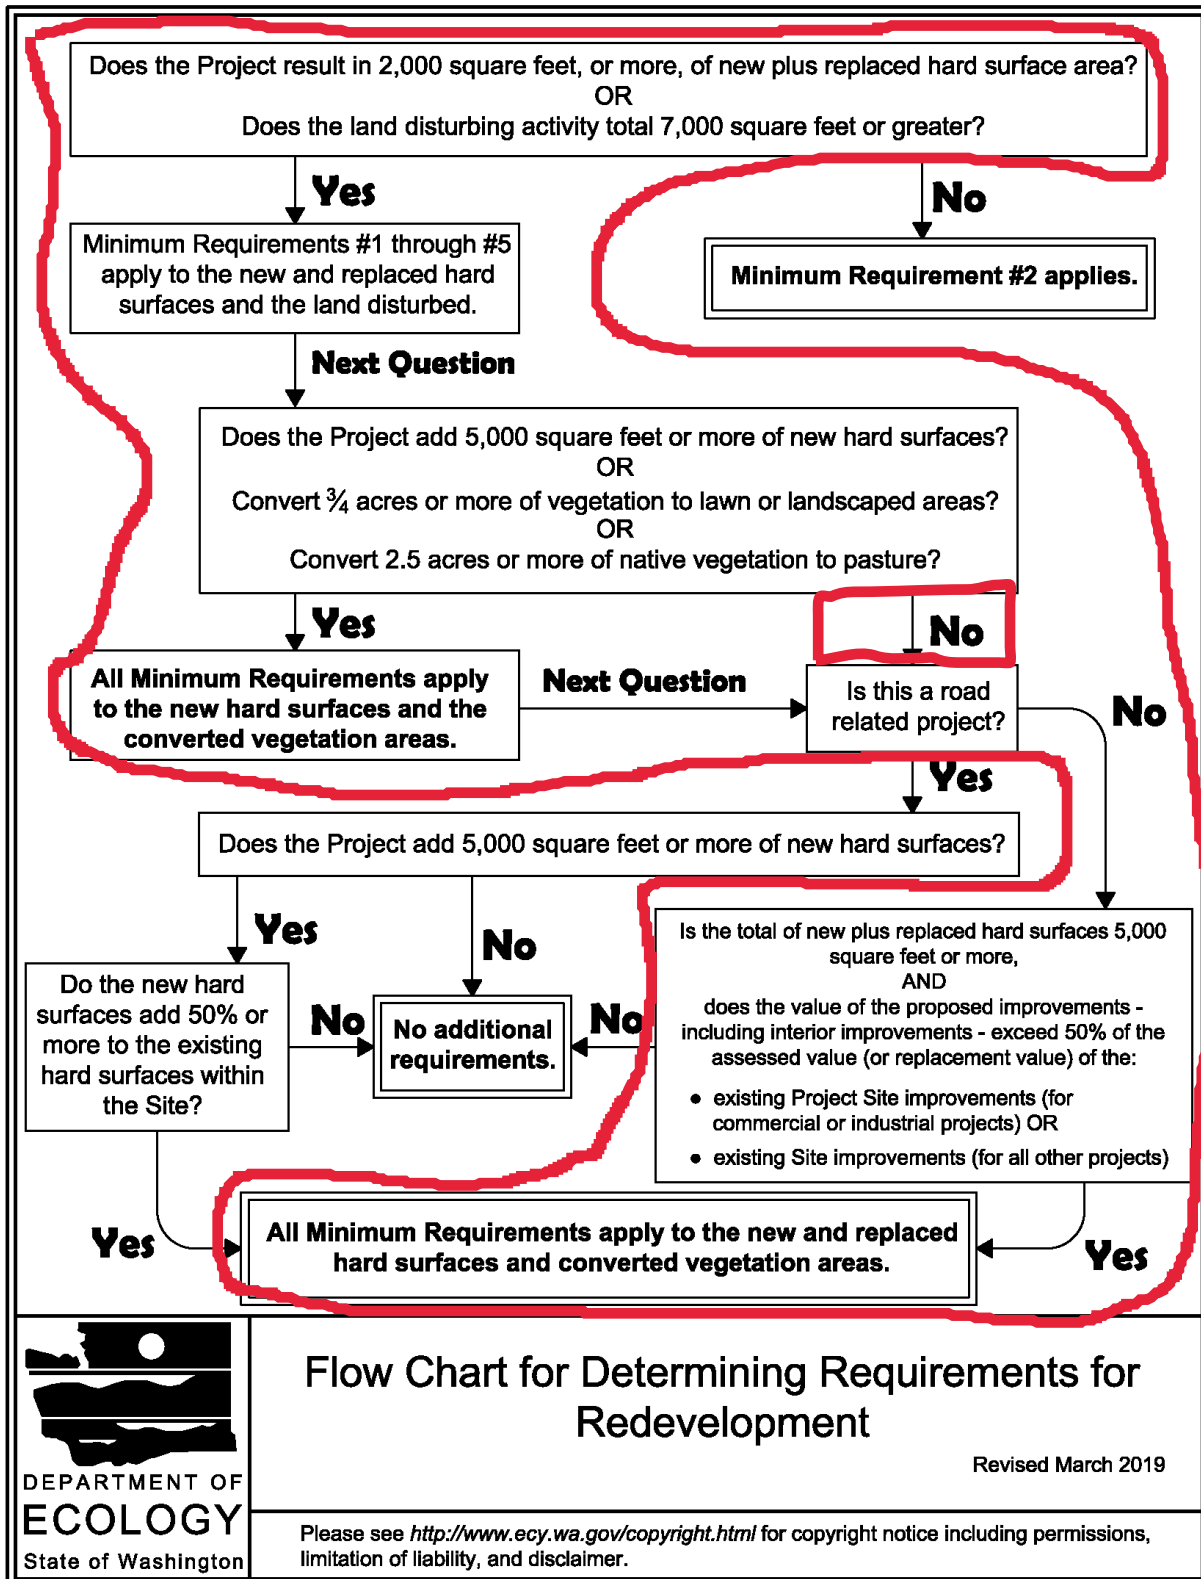 Does the Project result in 2,000 square feet, or more, of new plus replaced hard surface area?
OR
Does the land disturbing activity total 7,000 square feet or greater?
Yes
No
Minimum Requirements #1 through #5
apply to the new and replaced hard
surfaces and the land disturbed.
Minimum Requirement #2 applies.
Next Question
Does the Project add 5,000 square feet or more of new hard surfaces?
OR
Convert ¾ acres or more of vegetation to lawn or landscaped areas?
OR
Convert 2.5 acres or more of native vegetation to pasture?
Yes
No
All Minimum Requirements apply
to the new hard surfaces and the
converted vegetation areas.
Next Question
Is this a road
related project?
No
Yes
Does the Project add 5,000 square feet or more of new hard surfaces?
Yes
No
Do the new hard
surfaces add 50% or
more to the existing
hard surfaces within
the Site?
No
No additional
requirements.
No
Is the total of new plus replaced hard surfaces 5,000
square feet or more,
AND
does the value of the proposed improvements -
including interior improvements - exceed 50% of the
assessed value (or replacement value) of the:
● existing Project Site improvements (for
commercial or industrial projects) OR
● existing Site improvements (for all other projects)
Yes
All Minimum Requirements apply to the new and replaced
hard surfaces and converted vegetation areas.
Yes
DEPARTMENT OF
ECOLOGY
State of Washington
Flow Chart for Determining Requirements for
Redevelopment
Revised March 2019
Please see http://www.ecy.wa.gov/copyright.html for copyright notice including permissions,
limitation of liability, and disclaimer.